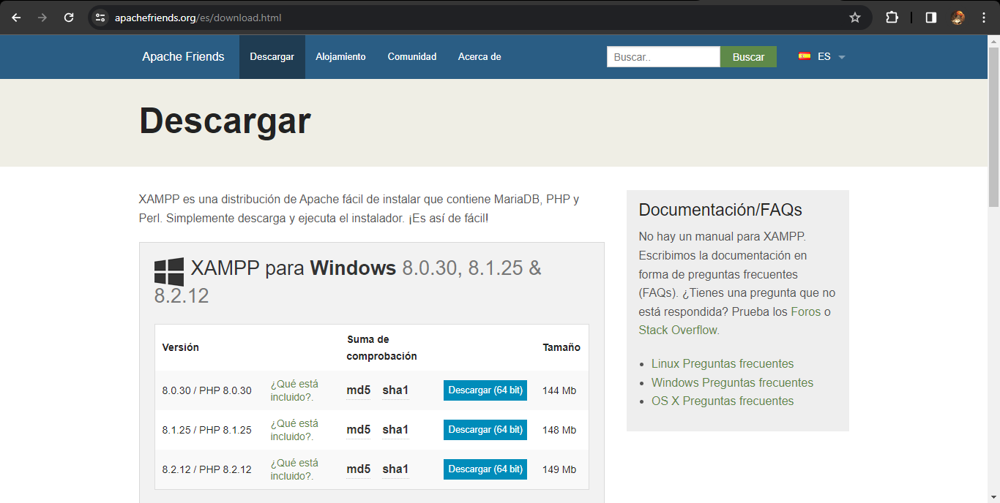 apachefriends.org/es/download.html
Apache Friends Descargar Alojamiento Comunidad Acerca de Buscar.. Buscar ES
Descargar
XAMPP es una distribución de Apache fácil de instalar que contiene MariaDB, PHP y
Perl. Simplemente descarga y ejecuta el instalador. ¡Es así de fácil!
XAMPP para Windows 8.0.30, 8.1.25 &
8.2.12
Versión Suma de comprobación Tamaño
8.0.30 / PHP 8.0.30 ¿Qué está incluido?. md5 sha1 Descargar (64 bit) 144 Mb
8.1.25 / PHP 8.1.25 ¿Qué está incluido?. md5 sha1 Descargar (64 bit) 148 Mb
8.2.12 / PHP 8.2.12 ¿Qué está incluido?. md5 sha1 Descargar (64 bit) 149 Mb
Documentación/FAQs
No hay un manual para XAMPP.
Escribimos la documentación en
forma de preguntas frecuentes
(FAQs). ¿Tienes una pregunta que no
está respondida? Prueba los Foros o
Stack Overflow.
Linux Preguntas frecuentes
Windows Preguntas frecuentes
OS X Preguntas frecuentes